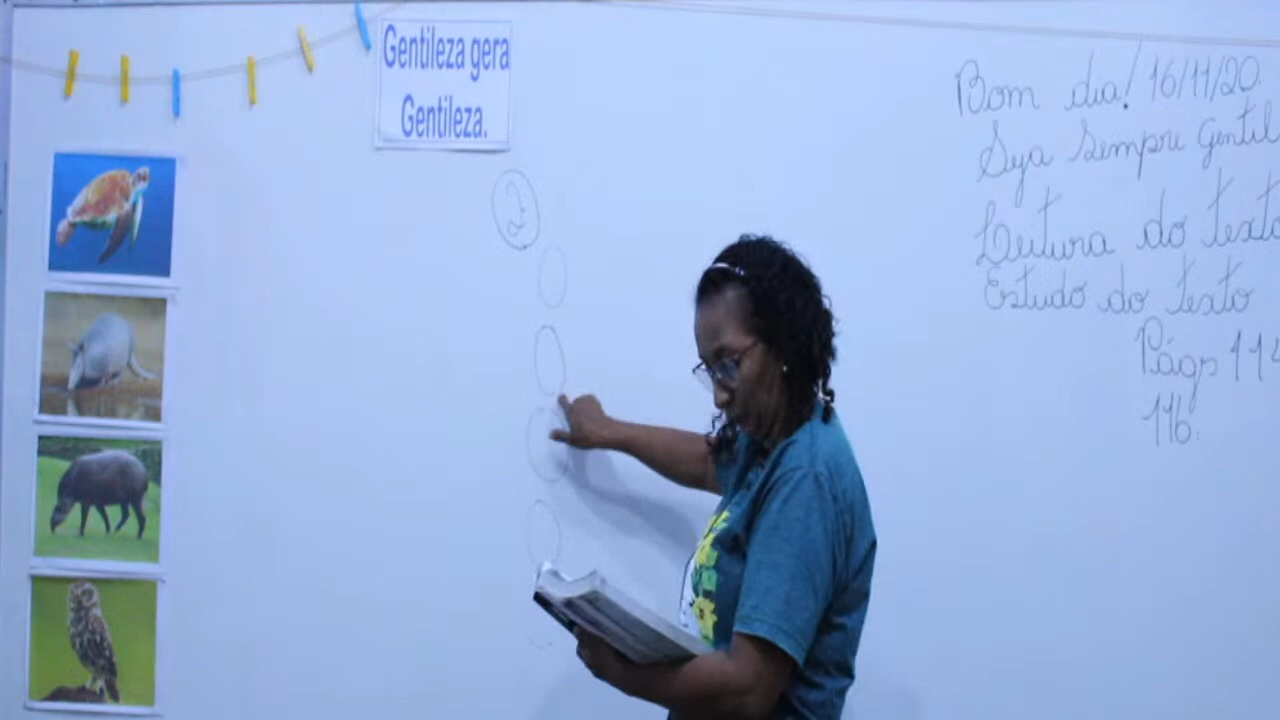 Gentileza gera
Gentileza.
2
Bom dia! 16/11/20
Seja sempre gentil
Leitura do texto
Estudo do texto
Págs 114
116.